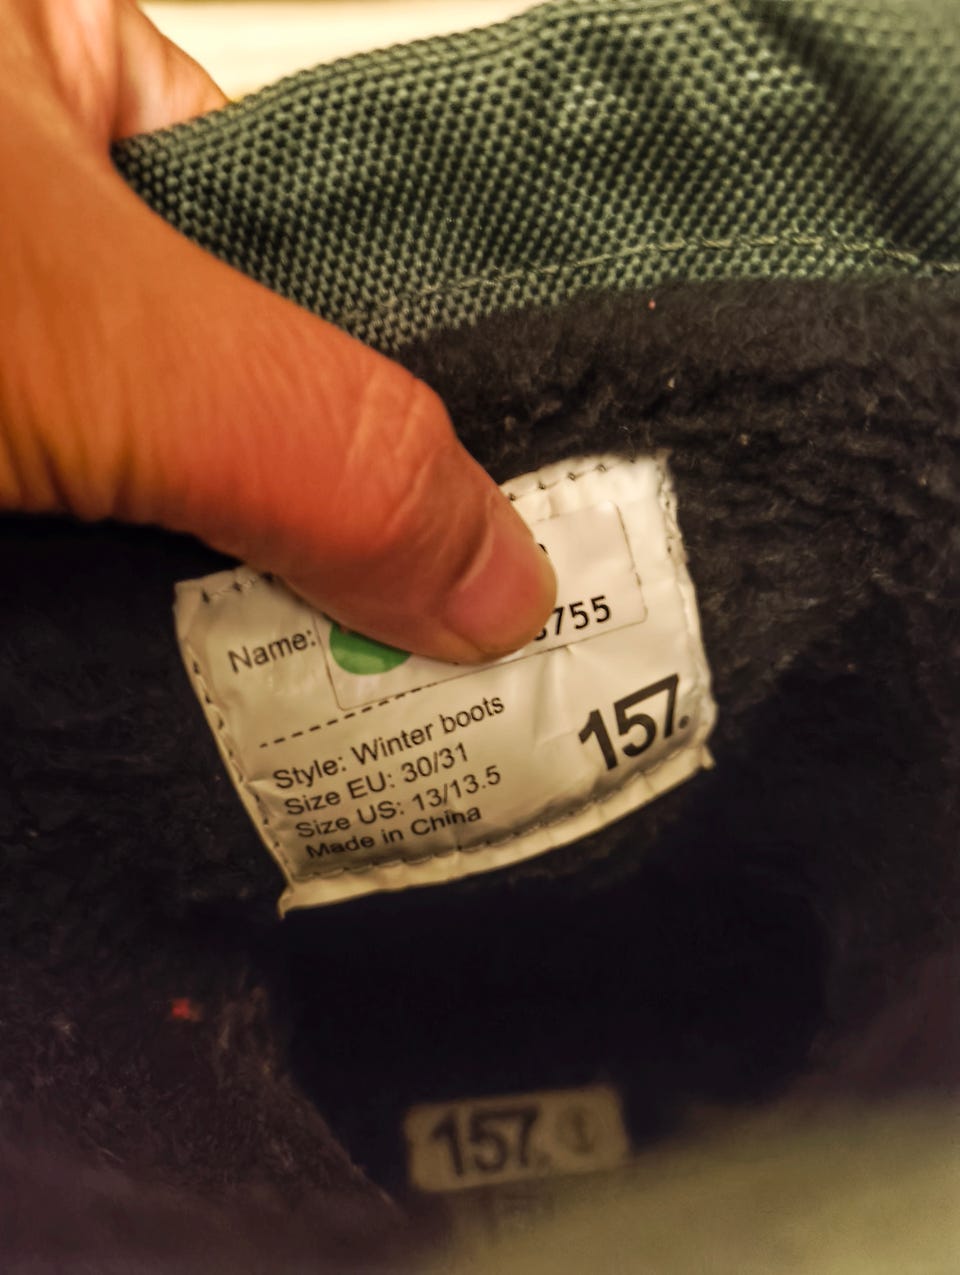 755
Name:
157.
Style: Winter boots
Size EU: 30/31
Size US: 13/13.5
Made in China
157.